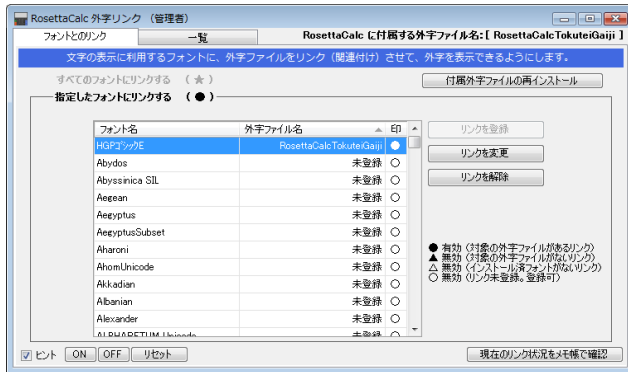 RosettaCalc 外字リンク （管理者）
フォントとのリンク 一覧 RosettaCalc に付属する外字ファイル名：[ RosettaCalcTokuteiGaiji ]
文字の表示に利用するフォントに、外字ファイルをリンク（関連付け）させて、外字を表示できるようにします。
すべてのフォントにリンクする （ ★ ） 付属外字ファイルの再インストール
指定したフォントにリンクする （ ● ）
フォント名 外字ファイル名 印 リンクを登録
HGPｺﾞｼｯｸE RosettaCalcTokuteiGaiji ● リンクを変更
Abydos 未登録 ○
Abyssinica SIL 未登録 ○ リンクを解除
Aegean 未登録 ○
Aegyptus 未登録 ○
AegyptusSubset 未登録 ○
Aharoni 未登録 ○ ● 有効（対象の外字ファイルがあるリンク）
▲ 無効（対象の外字ファイルがないリンク）
AhomUnicode 未登録 ○ △ 無効（インストール済フォントがないリンク）
○ 無効（リンク未登録。登録可）
Akkadian 未登録 ○
Albanian 未登録 ○
Alexander 未登録 ○
ALPHABETUM Unicode 未登録 ○
ヒント ON OFF リセット 現在のリンク状況をメモ帳で確認